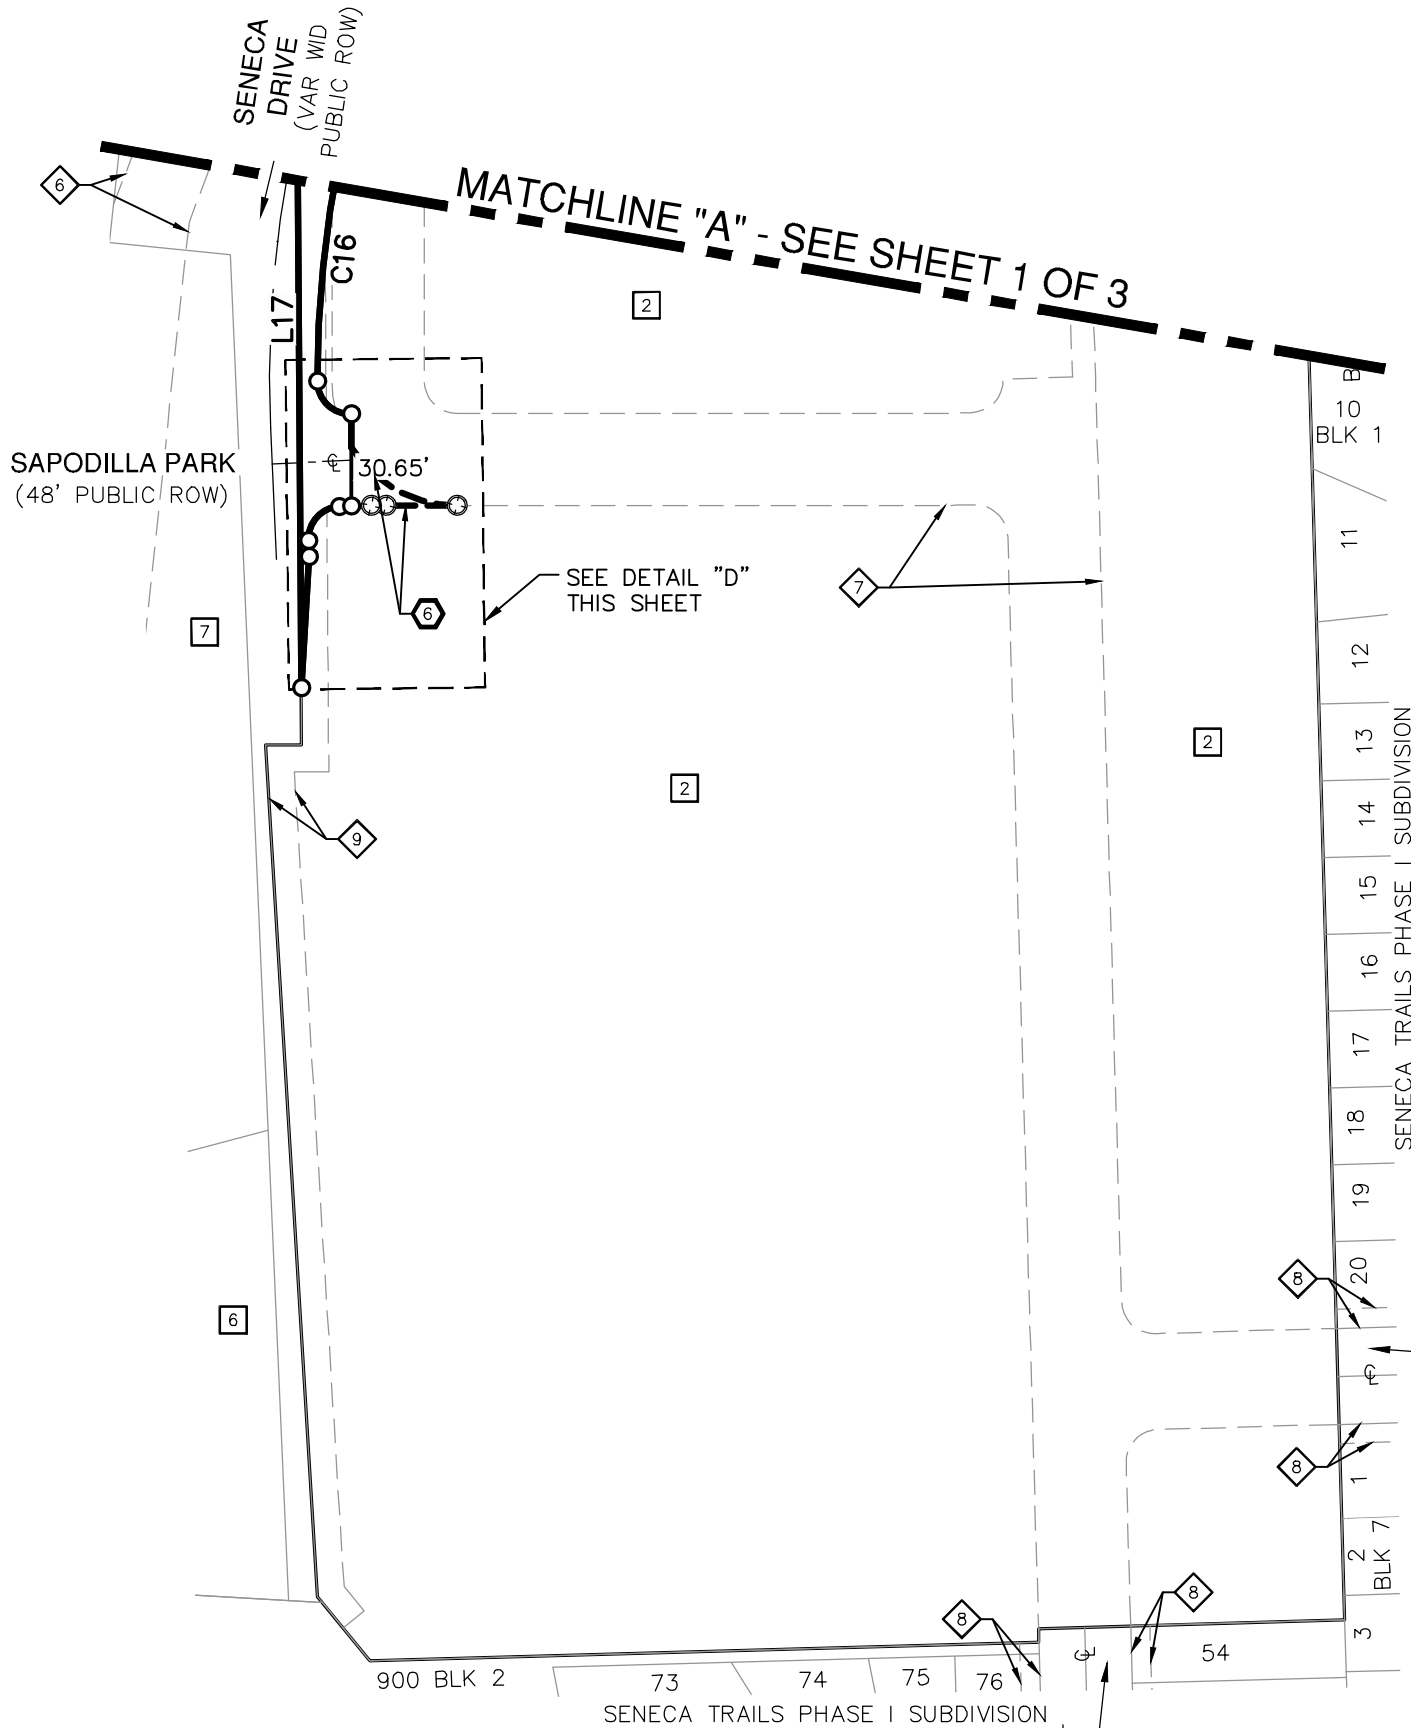 SENECA
DRIVE
(VAR WID
PUBLIC ROW)
MATCHLINE "A" - SEE SHEET 1 OF 3
6
C16
L17
2
B
10
BLK 1
SAPODILLA PARK
(48' PUBLIC ROW)
℄
30.65'
11
SEE DETAIL "D"
THIS SHEET
7
6
7
12
13
2
2
14
9
15
16
17
18
19
20
SENECA TRAILS PHASE I SUBDIVISION
8
6
℄
8
1
2
BLK 7
3
8
8
54
℄
900 BLK 2
73
74
75
76
SENECA TRAILS PHASE I SUBDIVISION